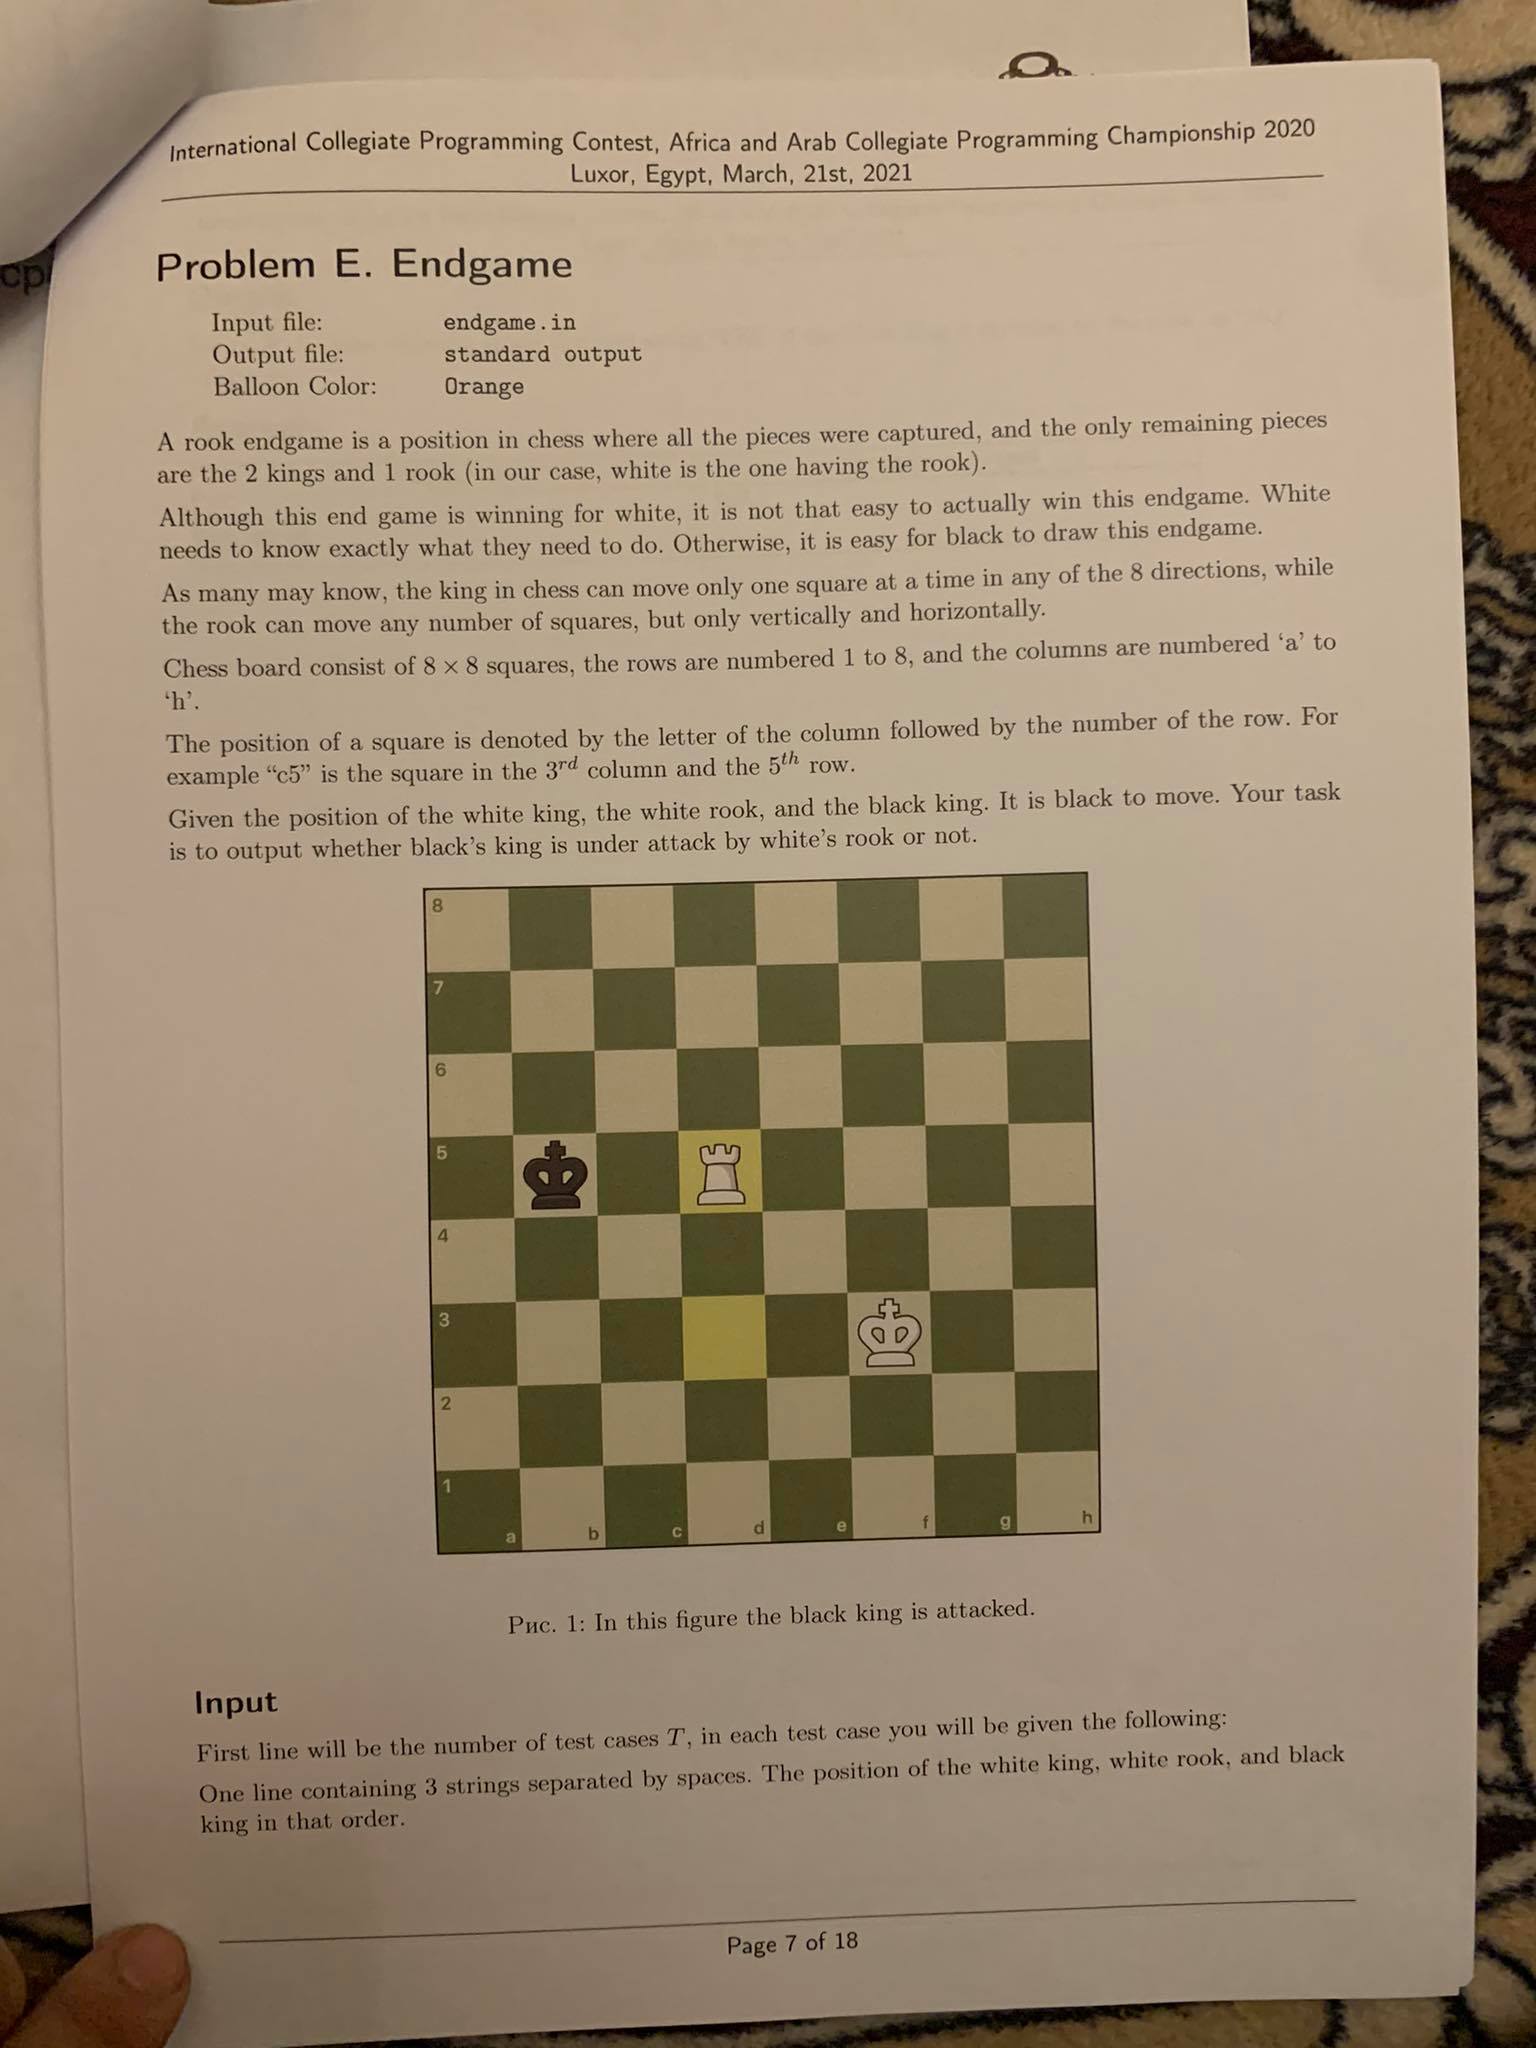 cp
International Collegiate Programming Contest, Africa and Arab Collegiate Programming Championship 2020
Luxor, Egypt, March, 21st, 2021
Problem E. Endgame
Input file: endgame.in
Output file: standard output
Balloon Color: Orange
A rook endgame is a position in chess where all the pieces were captured, and the only remaining pieces
are the 2 kings and 1 rook (in our case, white is the one having the rook).
Although this end game is winning for white, it is not that easy to actually win this endgame. White
needs to know exactly what they need to do. Otherwise, it is easy for black to draw this endgame.
As many may know, the king in chess can move only one square at a time in any of the 8 directions, while
the rook can move any number of squares, but only vertically and horizontally.
Chess board consist of 8 × 8 squares, the rows are numbered 1 to 8, and the columns are numbered ‘a’ to
‘h’.
The position of a square is denoted by the letter of the column followed by the number of the row. For
example “c5” is the square in the 3rd column and the 5th row.
Given the position of the white king, the white rook, and the black king. It is black to move. Your task
is to output whether black’s king is under attack by white’s rook or not.
8
7
6
5
4
3
2
1
a b c d e f g h
Рис. 1: In this figure the black king is attacked.
Input
First line will be the number of test cases T, in each test case you will be given the following:
One line containing 3 strings separated by spaces. The position of the white king, white rook, and black
king in that order.
Page 7 of 18